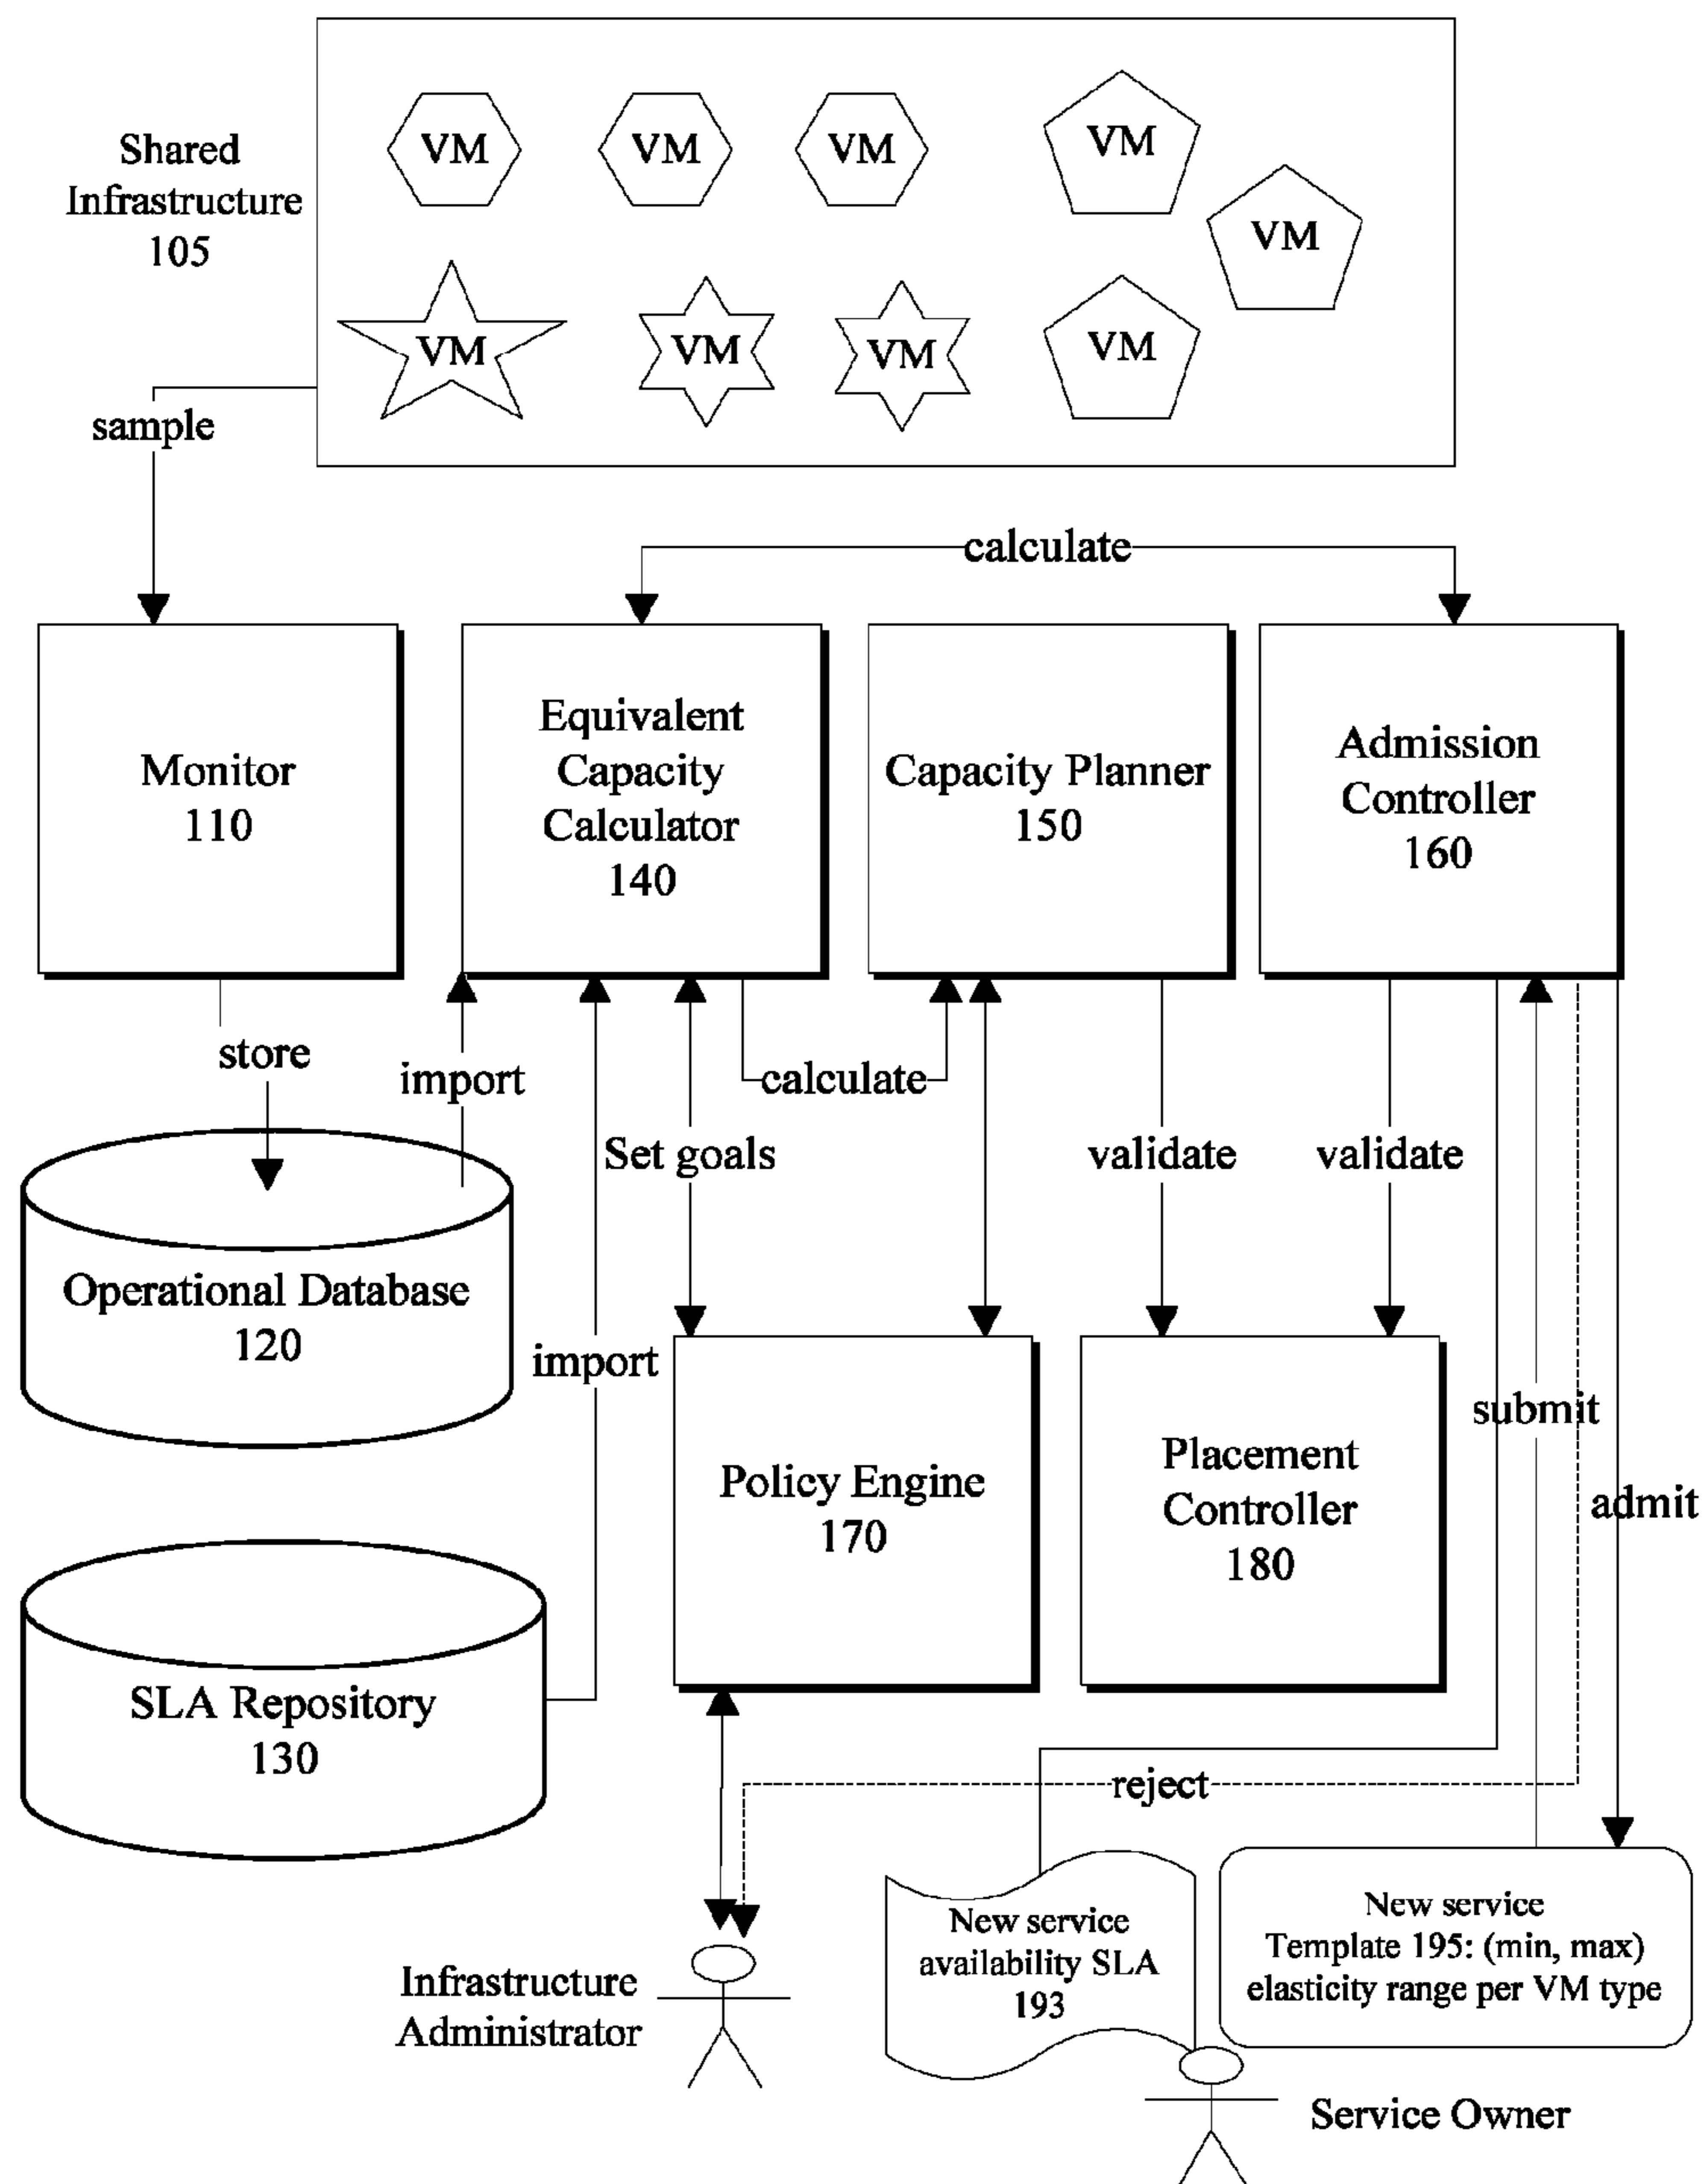 VM
VM
VM
VM
VM
Shared
Infrastructure
105
VM
VM
VM
VM
sample
calculate
Monitor
110
Equivalent
Capacity
Calculator
140
Capacity Planner
150
Admission
Controller
160
store
import
calculate
Set goals
validate
validate
Operational Database
120
import
submit
admit
Policy Engine
170
Placement
Controller
180
SLA Repository
130
reject
New service
availability SLA
193
New service
Template 195: (min, max)
elasticity range per VM type
Infrastructure
Administrator
Service Owner